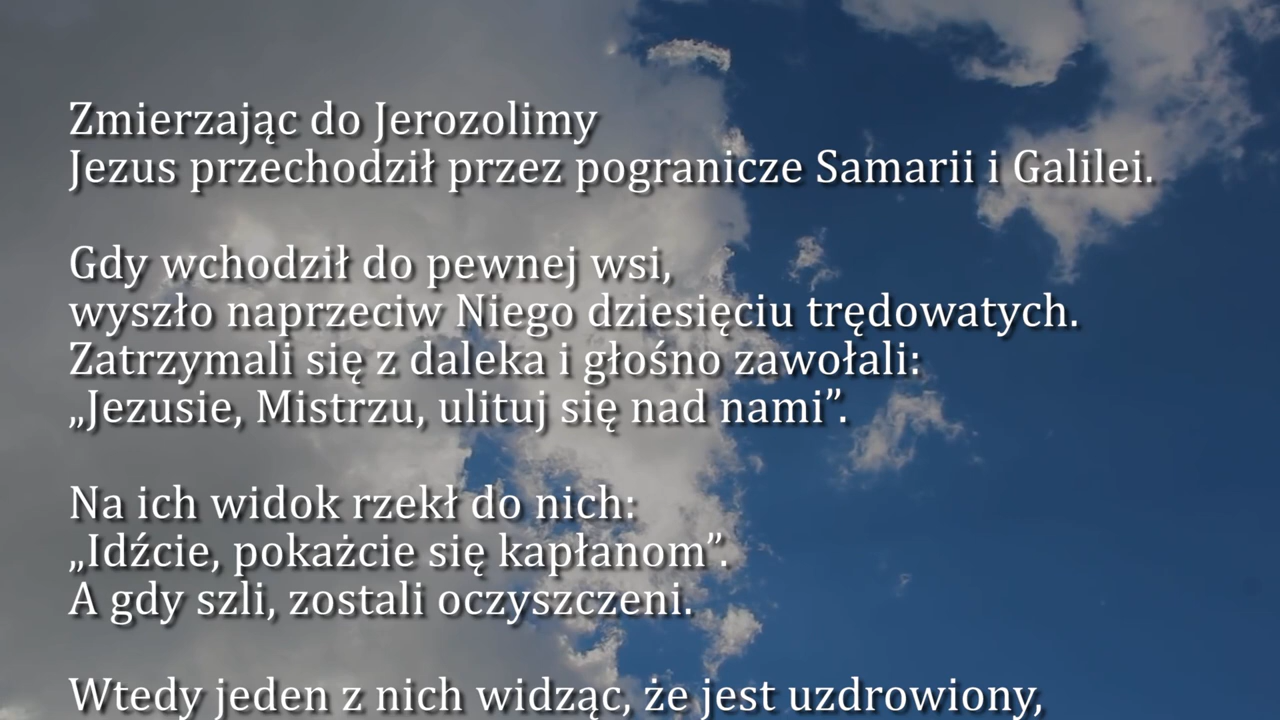 Zmierzając do Jerozolimy
Jezus przechodził przez pogranicze Samarii i Galilei.
Gdy wchodził do pewnej wsi,
wyszło naprzeciw Niego dziesięciu trędowatych.
Zatrzymali się z daleka i głośno zawołali:
„Jezusie, Mistrzu, ulituj się nad nami”.
Na ich widok rzekł do nich:
„Idźcie, pokażcie się kapłanom”.
A gdy szli, zostali oczyszczeni.
Wtedy jeden z nich widząc, że jest uzdrowiony,